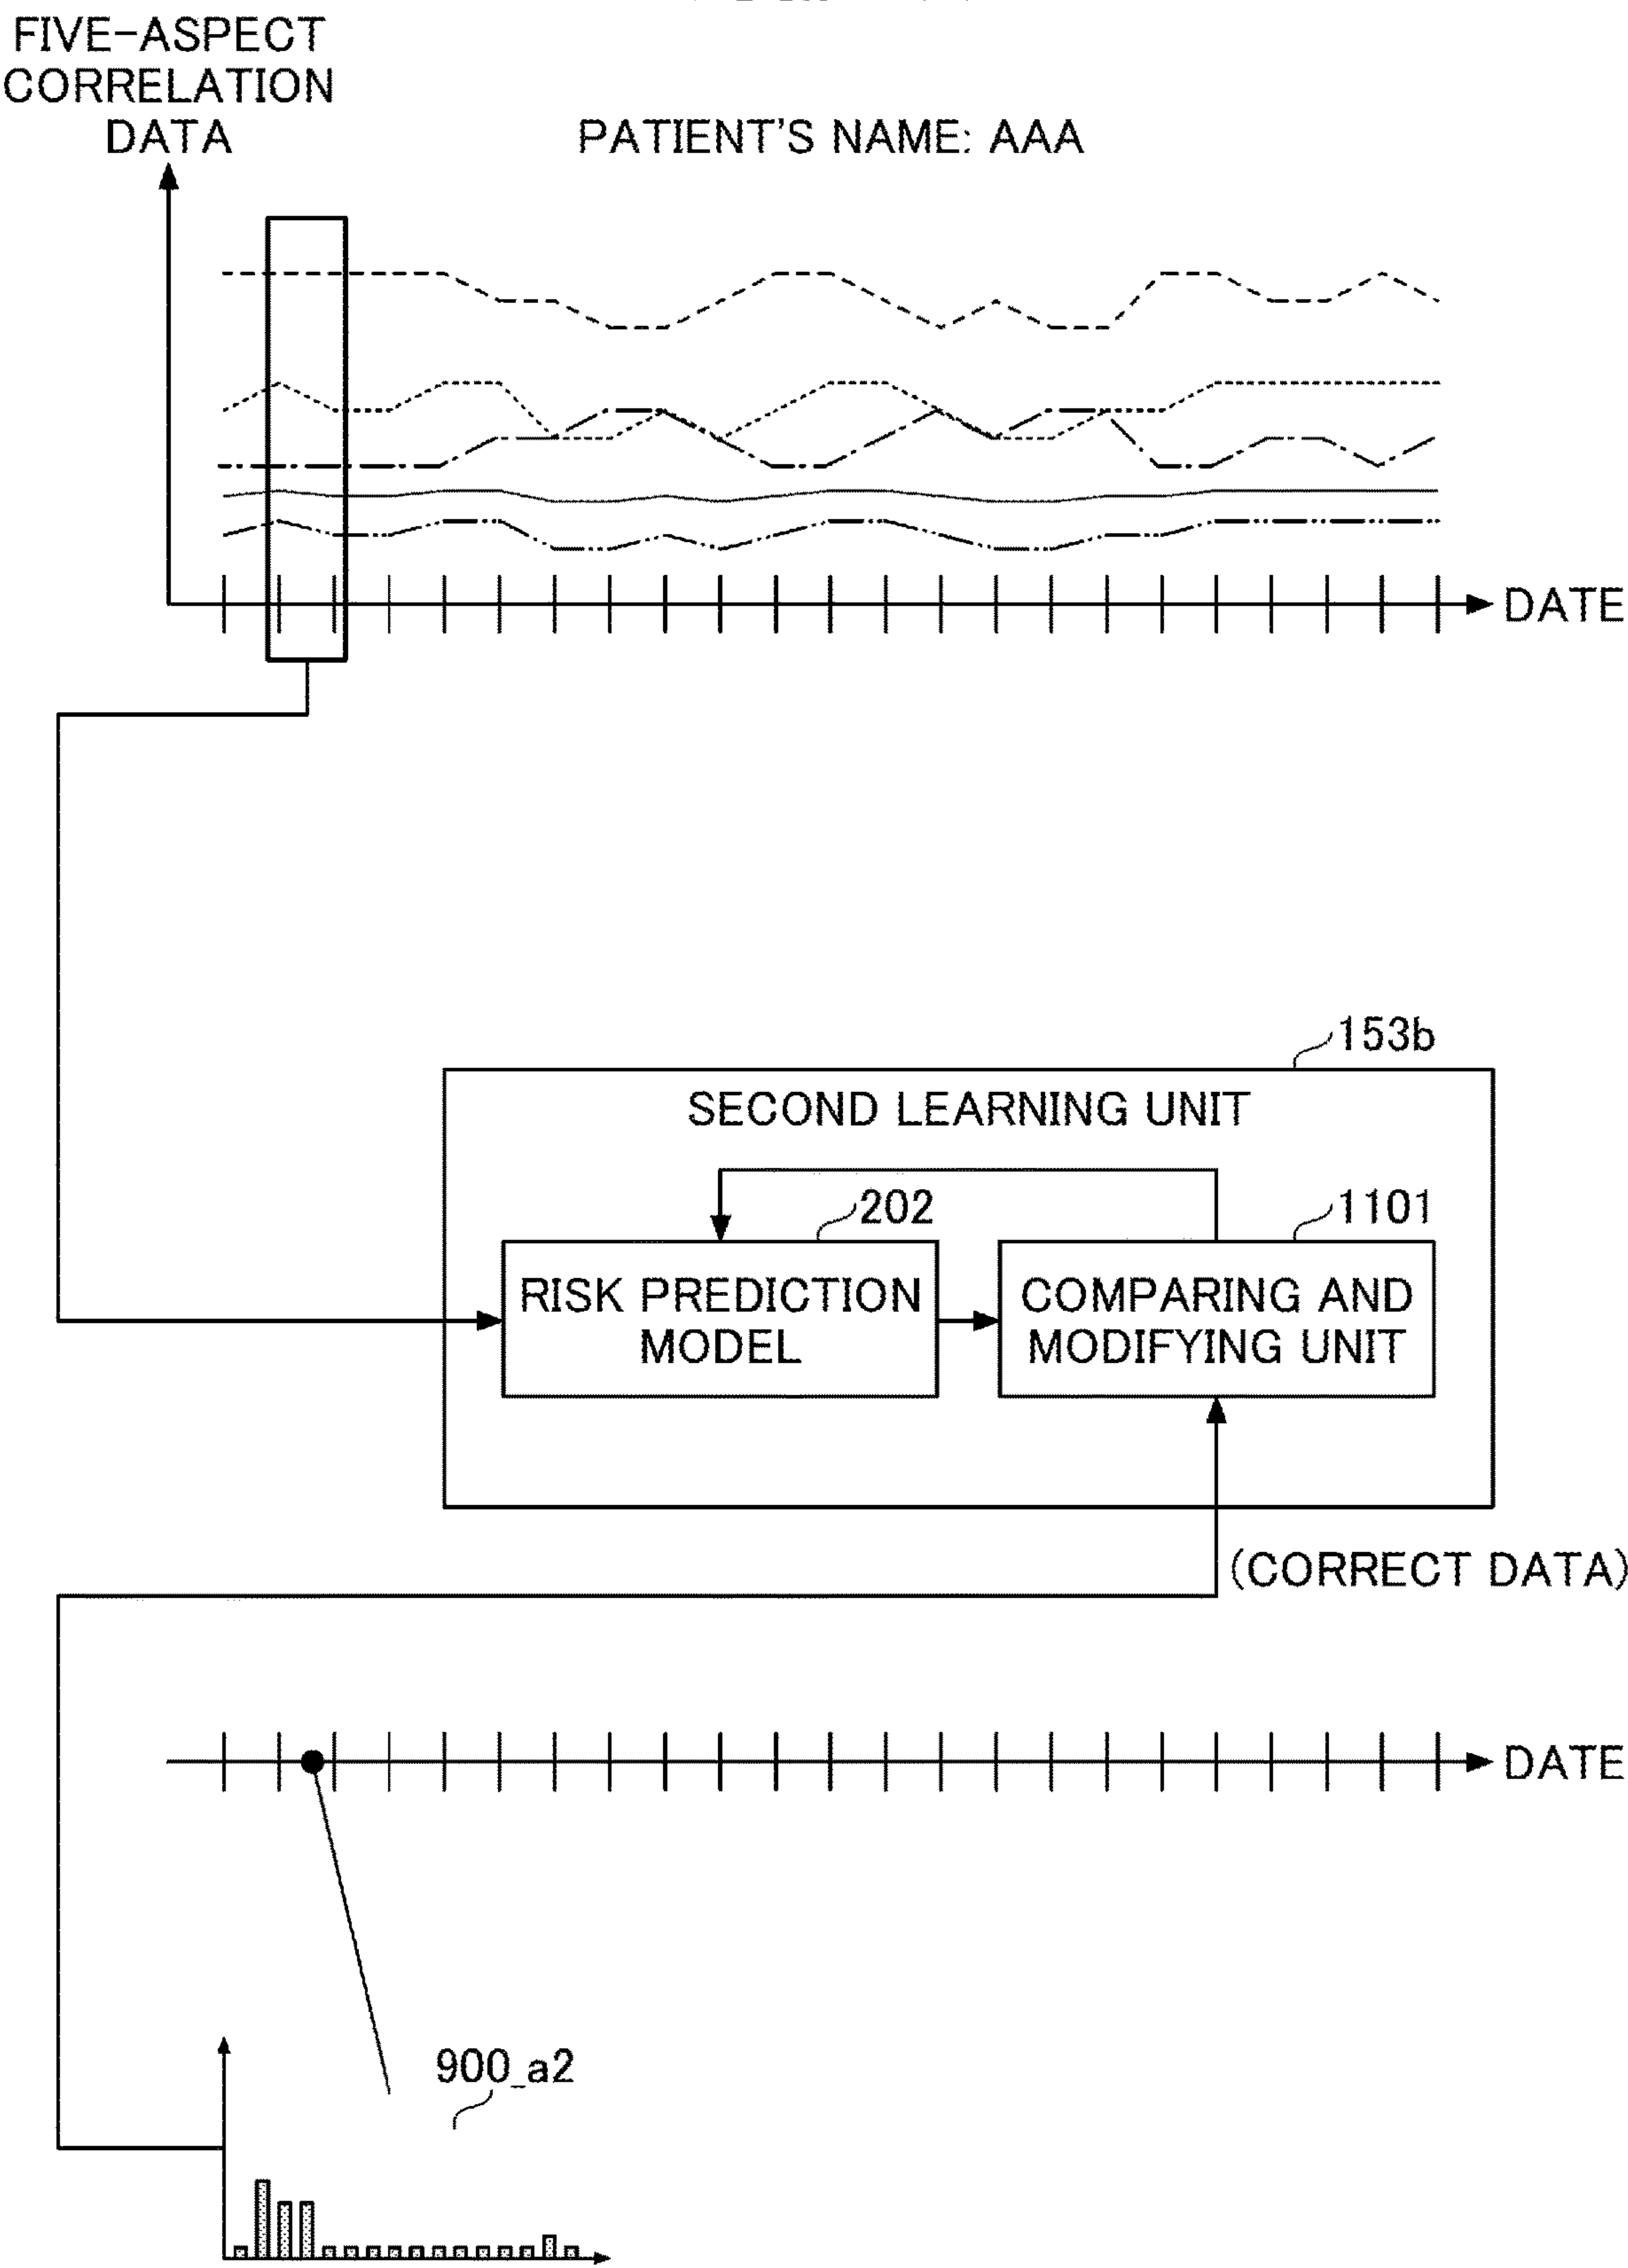 FIVE-ASPECT
CORRELATION
DATA
PATIENT'S NAME: AAA
DATE
153b
SECOND LEARNING UNIT
202
1101
RISK PREDICTION
MODEL
COMPARING AND
MODIFYING UNIT
(CORRECT DATA)
DATE
900_a2